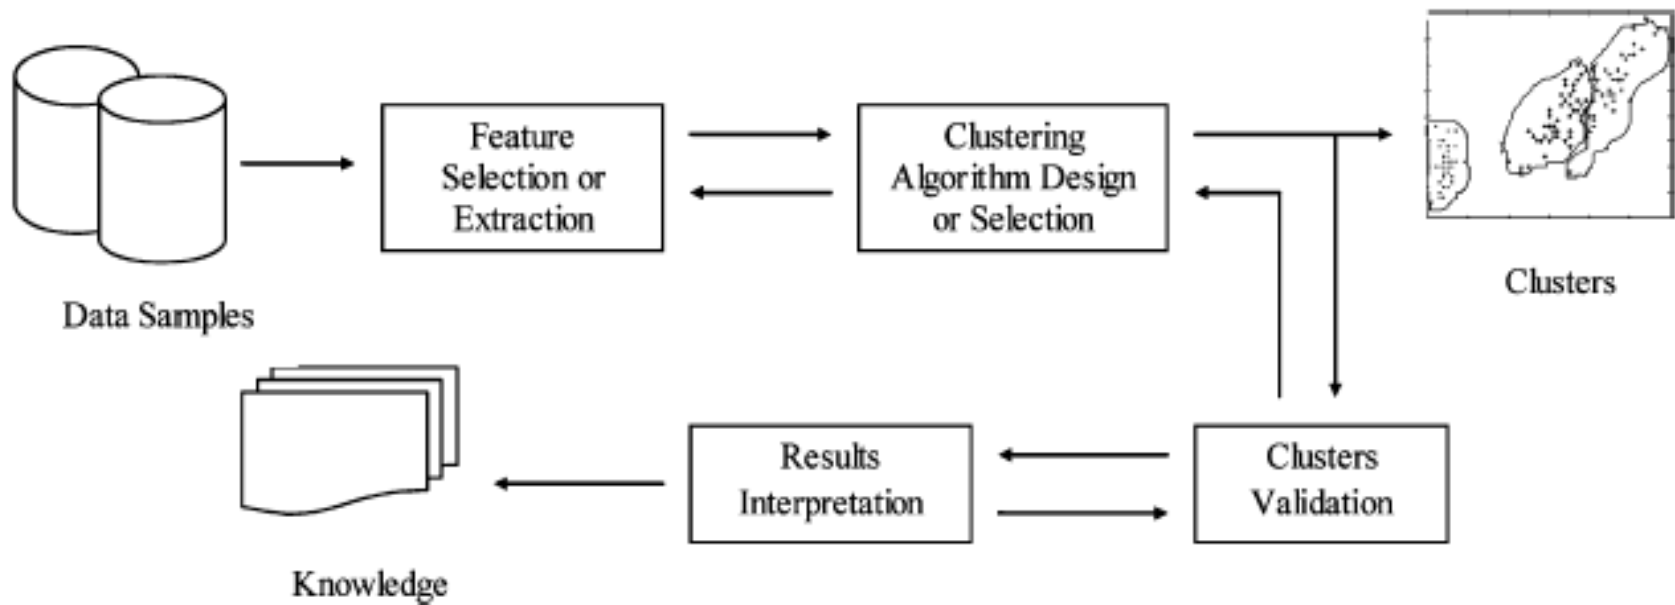 Feature
Selection or
Extraction
Clustering
Algorithm Design
or Selection
Clusters
Data Samples
Knowledge
Results
Interpretation
Clusters
Validation